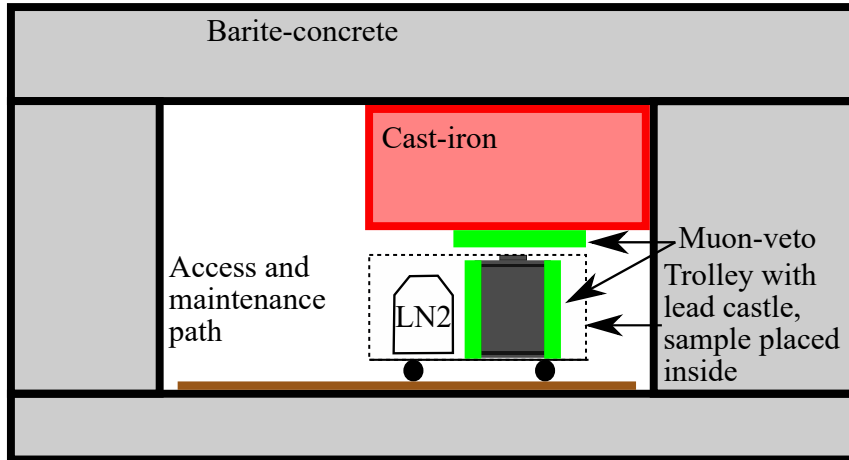 Barite-concrete
Cast-iron
Muon-veto
Access and
maintenance
path
LN2
Trolley with
lead castle,
sample placed
inside